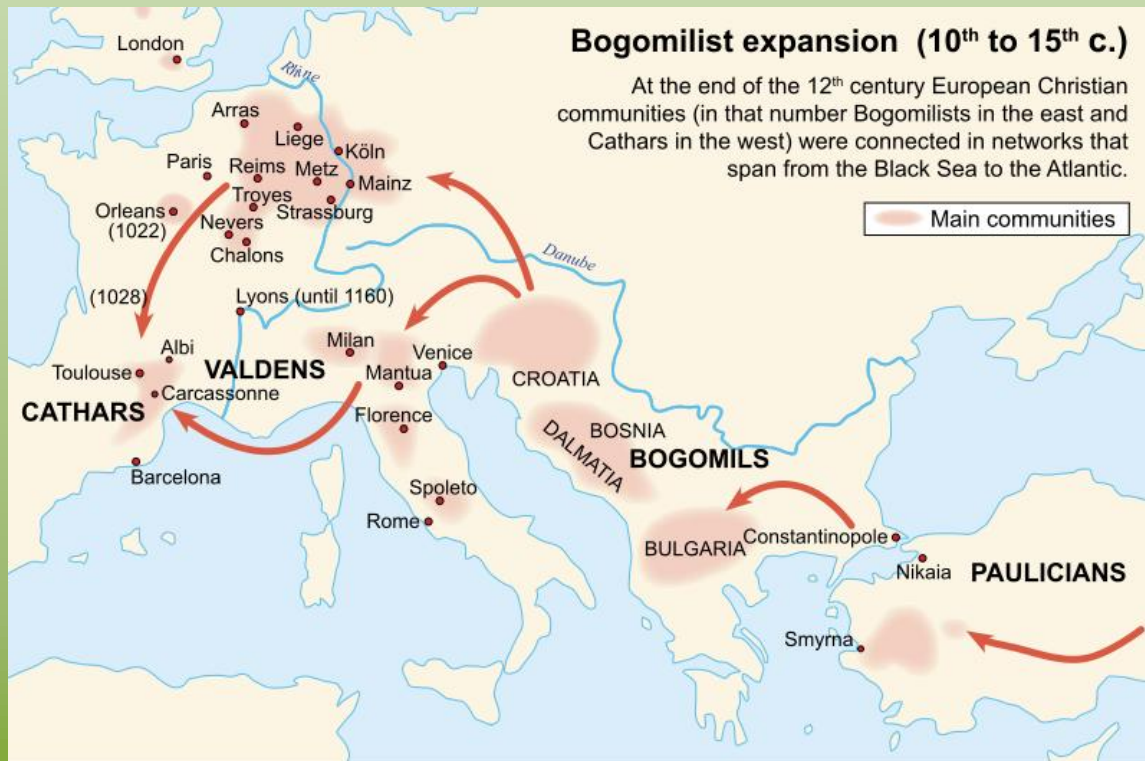 Bogomilist expansion (10th to 15th c.)
At the end of the 12th century European Christian
communities (in that number Bogomilists in the east and
Cathars in the west) were connected in networks that
span from the Black Sea to the Atlantic.
Main communities
London
Rhine
Arras
Liege
Köln
Paris
Reims
Metz
Mainz
Troyes
Strassburg
Orleans
(1022)
Nevers
Chalons
Danube
(1028)
Lyons (until 1160)
Albi
Milan
Venice
Toulouse
VALDENS
Mantua
CROATIA
Carcassonne
CATHARS
Florence
BOSNIA
DALMATIA
BOGOMILS
Barcelona
Spoleto
Rome
Constantinopole
BULGARIA
Nikaia
PAULICIANS
Smyrna